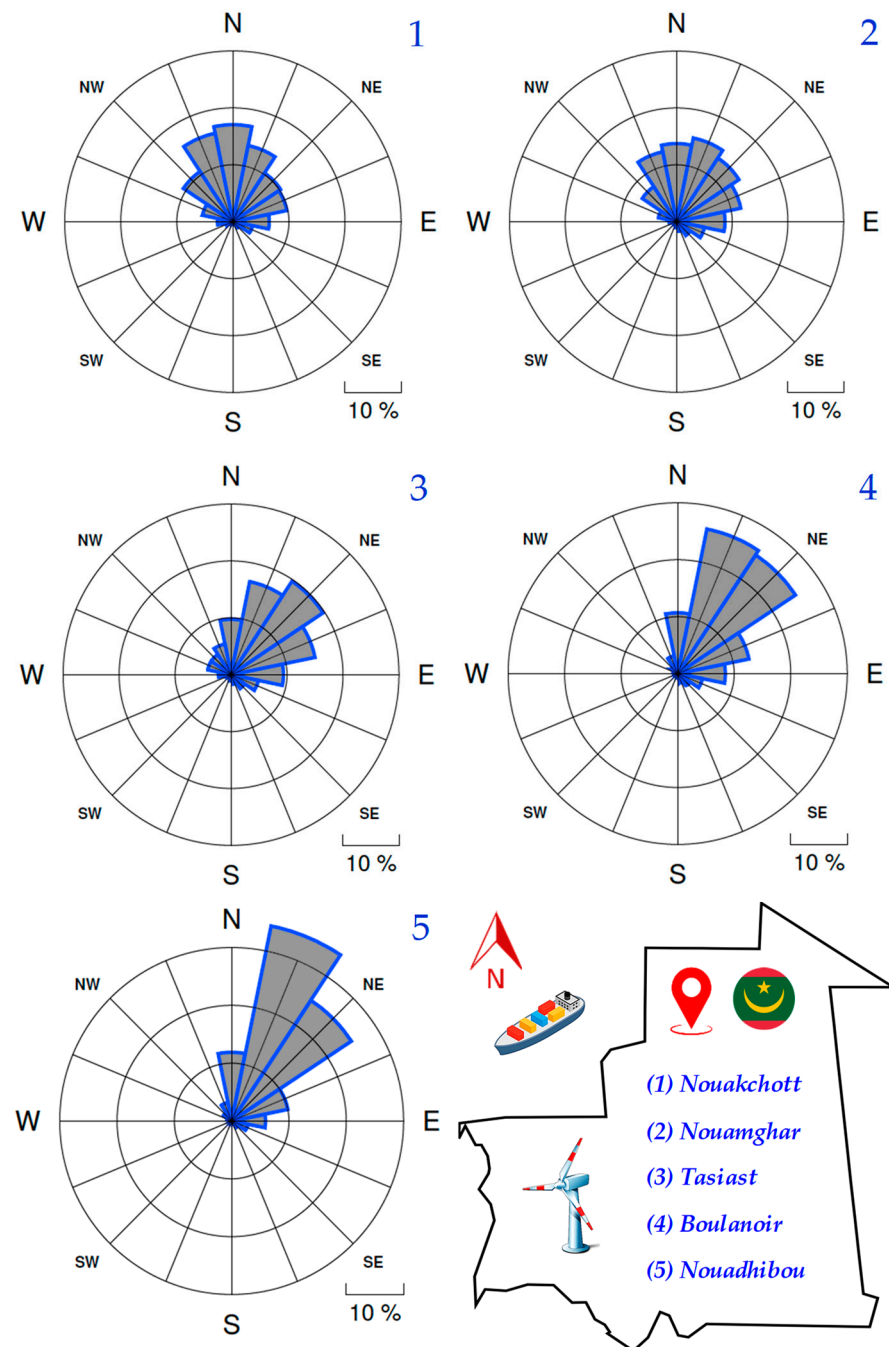 1
N
NW
NE
W
E
SW
SE
S
10 %
2
N
NW
NE
W
E
SW
SE
S
10 %
3
N
NW
NE
W
E
SW
SE
S
10 %
4
N
NW
NE
W
E
SW
SE
S
10 %
5
N
NW
NE
W
E
SW
SE
S
10 %
N
(1) Nouakchott
(2) Nouamghar
(3) Tasiast
(4) Boulanoir
(5) Nouadhibou